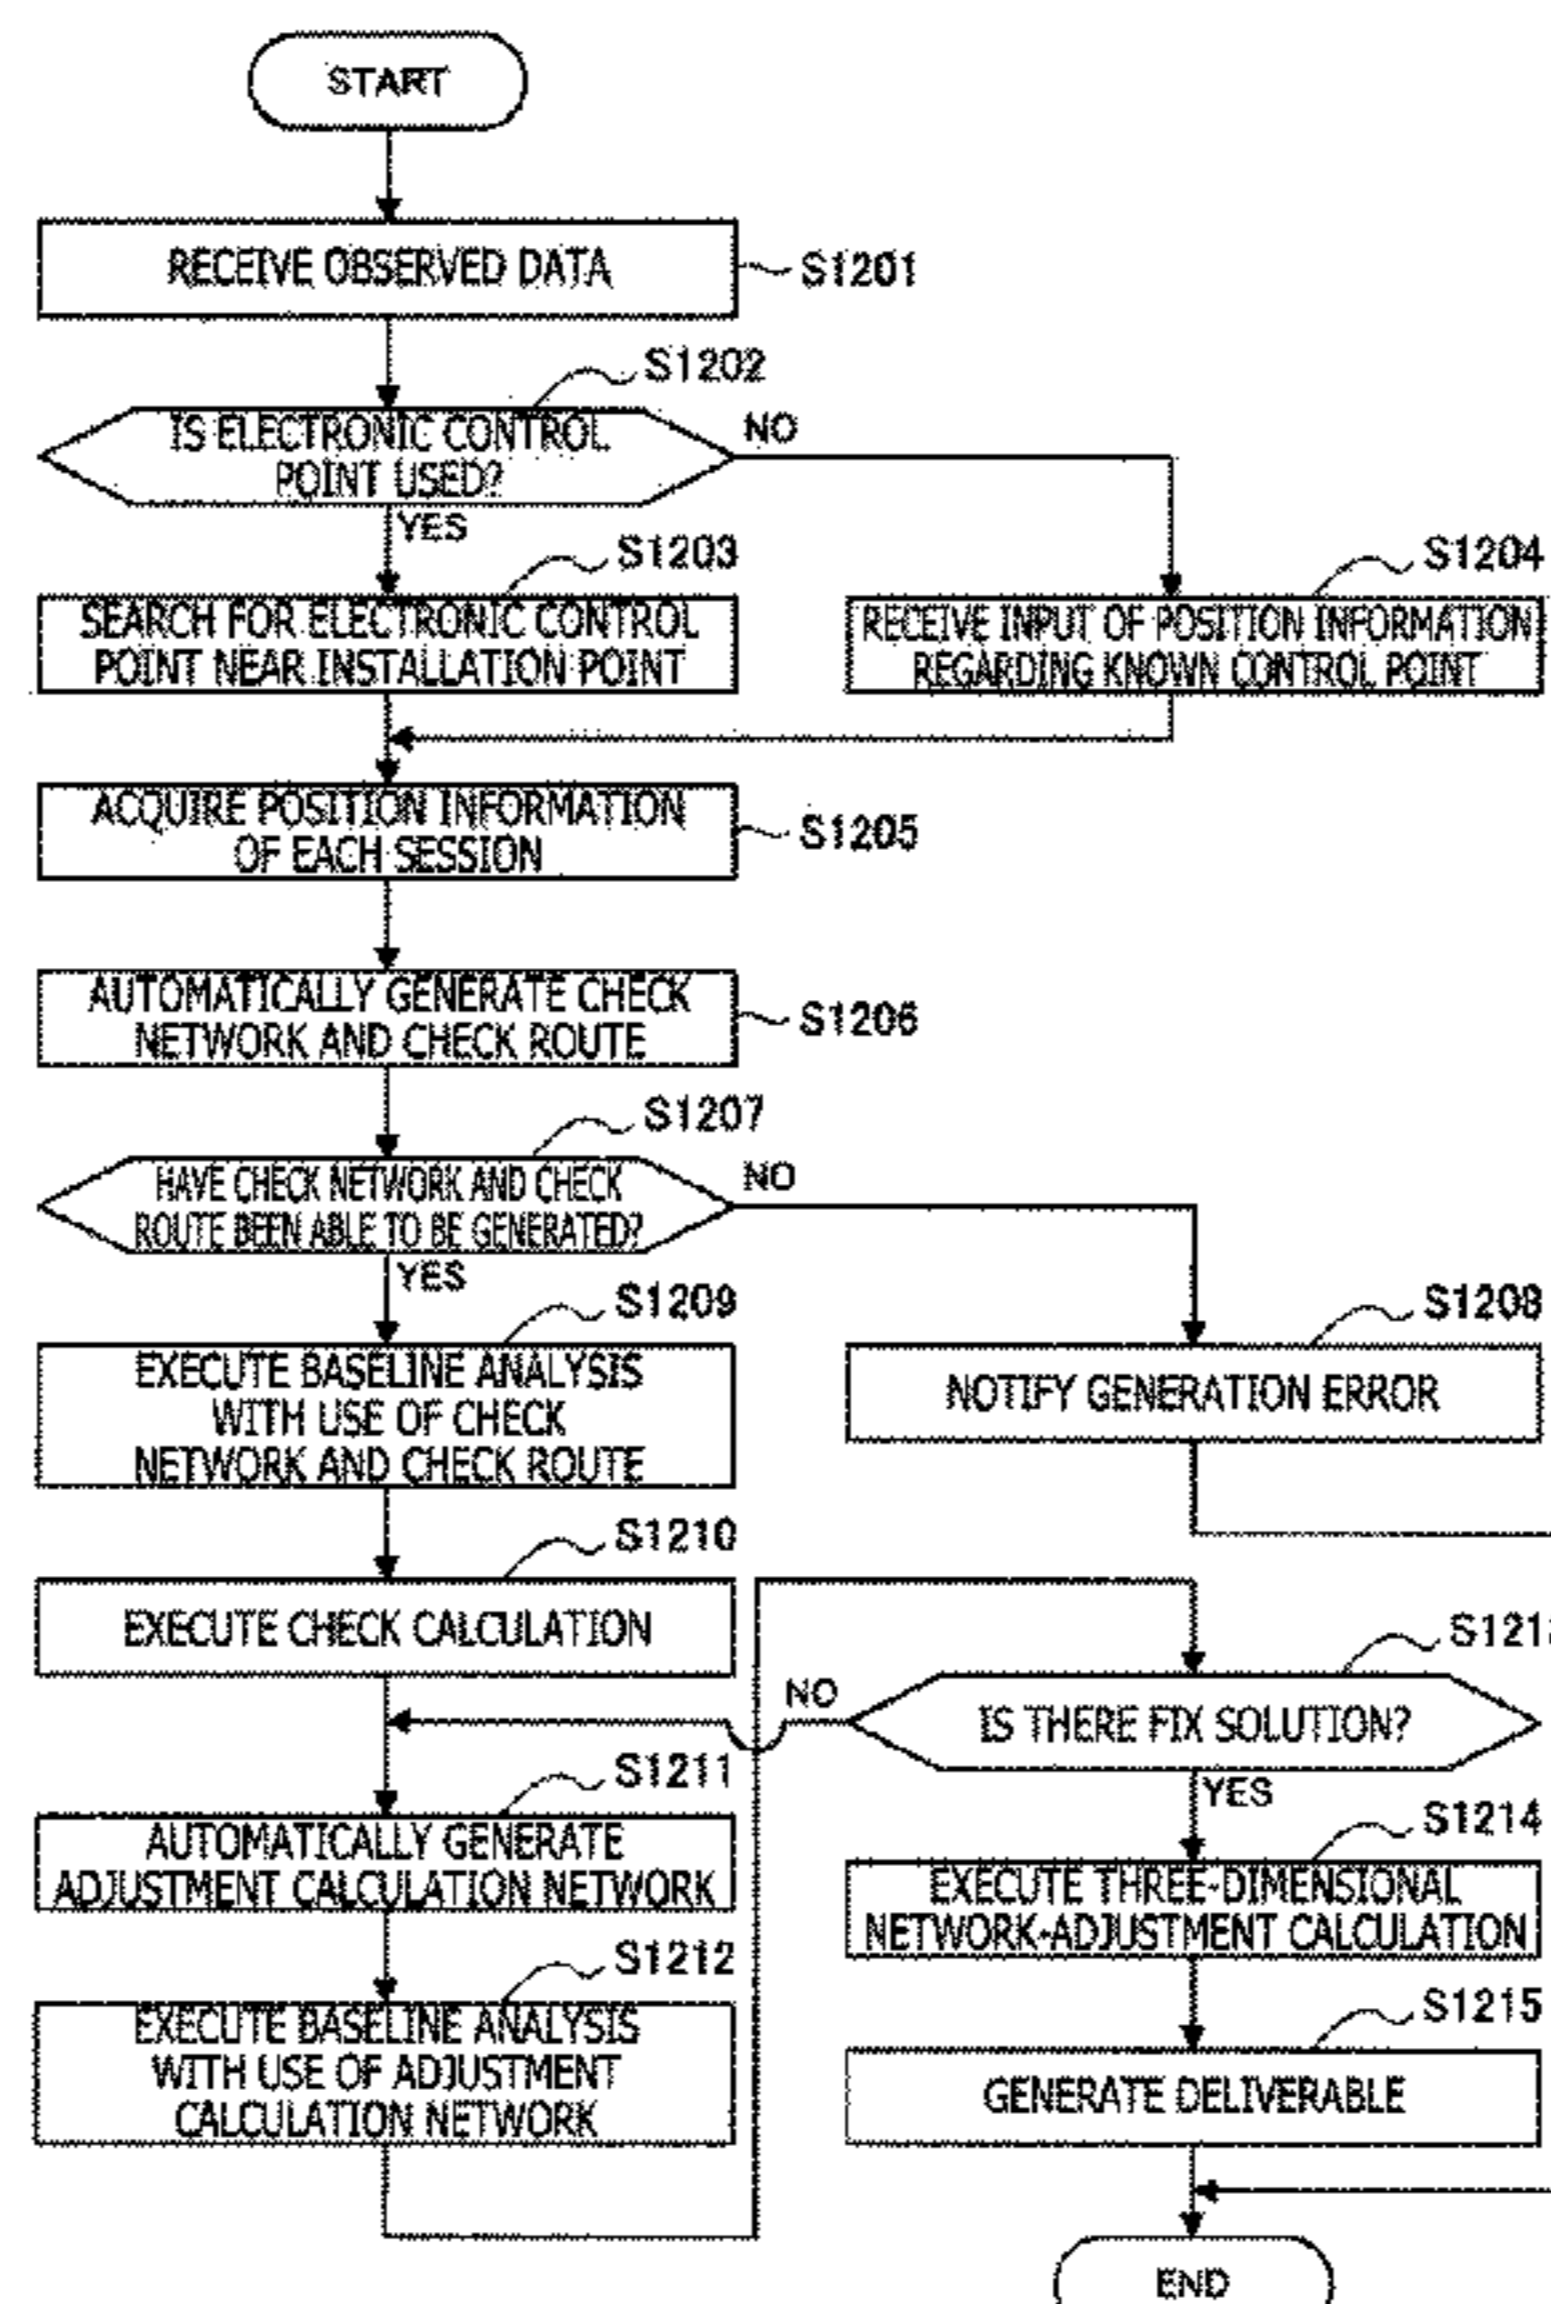 START
RECEIVE OBSERVED DATA
S1201
S1202
IS ELECTRONIC CONTROL
POINT USED?
NO
YES
S1203
SEARCH FOR ELECTRONIC CONTROL
POINT NEAR INSTALLATION POINT
S1204
RECEIVE INPUT OF POSITION INFORMATION
REGARDING KNOWN CONTROL POINT
ACQUIRE POSITION INFORMATION
OF EACH SESSION
S1205
AUTOMATICALLY GENERATE CHECK
NETWORK AND CHECK ROUTE
S1206
S1207
HAVE CHECK NETWORK AND CHECK
ROUTE BEEN ABLE TO BE GENERATED?
NO
YES
S1209
EXECUTE BASELINE ANALYSIS
WITH USE OF CHECK
NETWORK AND CHECK ROUTE
S1208
NOTIFY GENERATION ERROR
S1210
EXECUTE CHECK CALCULATION
S1211
AUTOMATICALLY GENERATE
ADJUSTMENT CALCULATION NETWORK
S1212
EXECUTE BASELINE ANALYSIS
WITH USE OF ADJUSTMENT
CALCULATION NETWORK
NO
IS THERE FIX SOLUTION?
YES
S1214
EXECUTE THREE-DIMENSIONAL
NETWORK-ADJUSTMENT CALCULATION
S1215
GENERATE DELIVERABLE
END